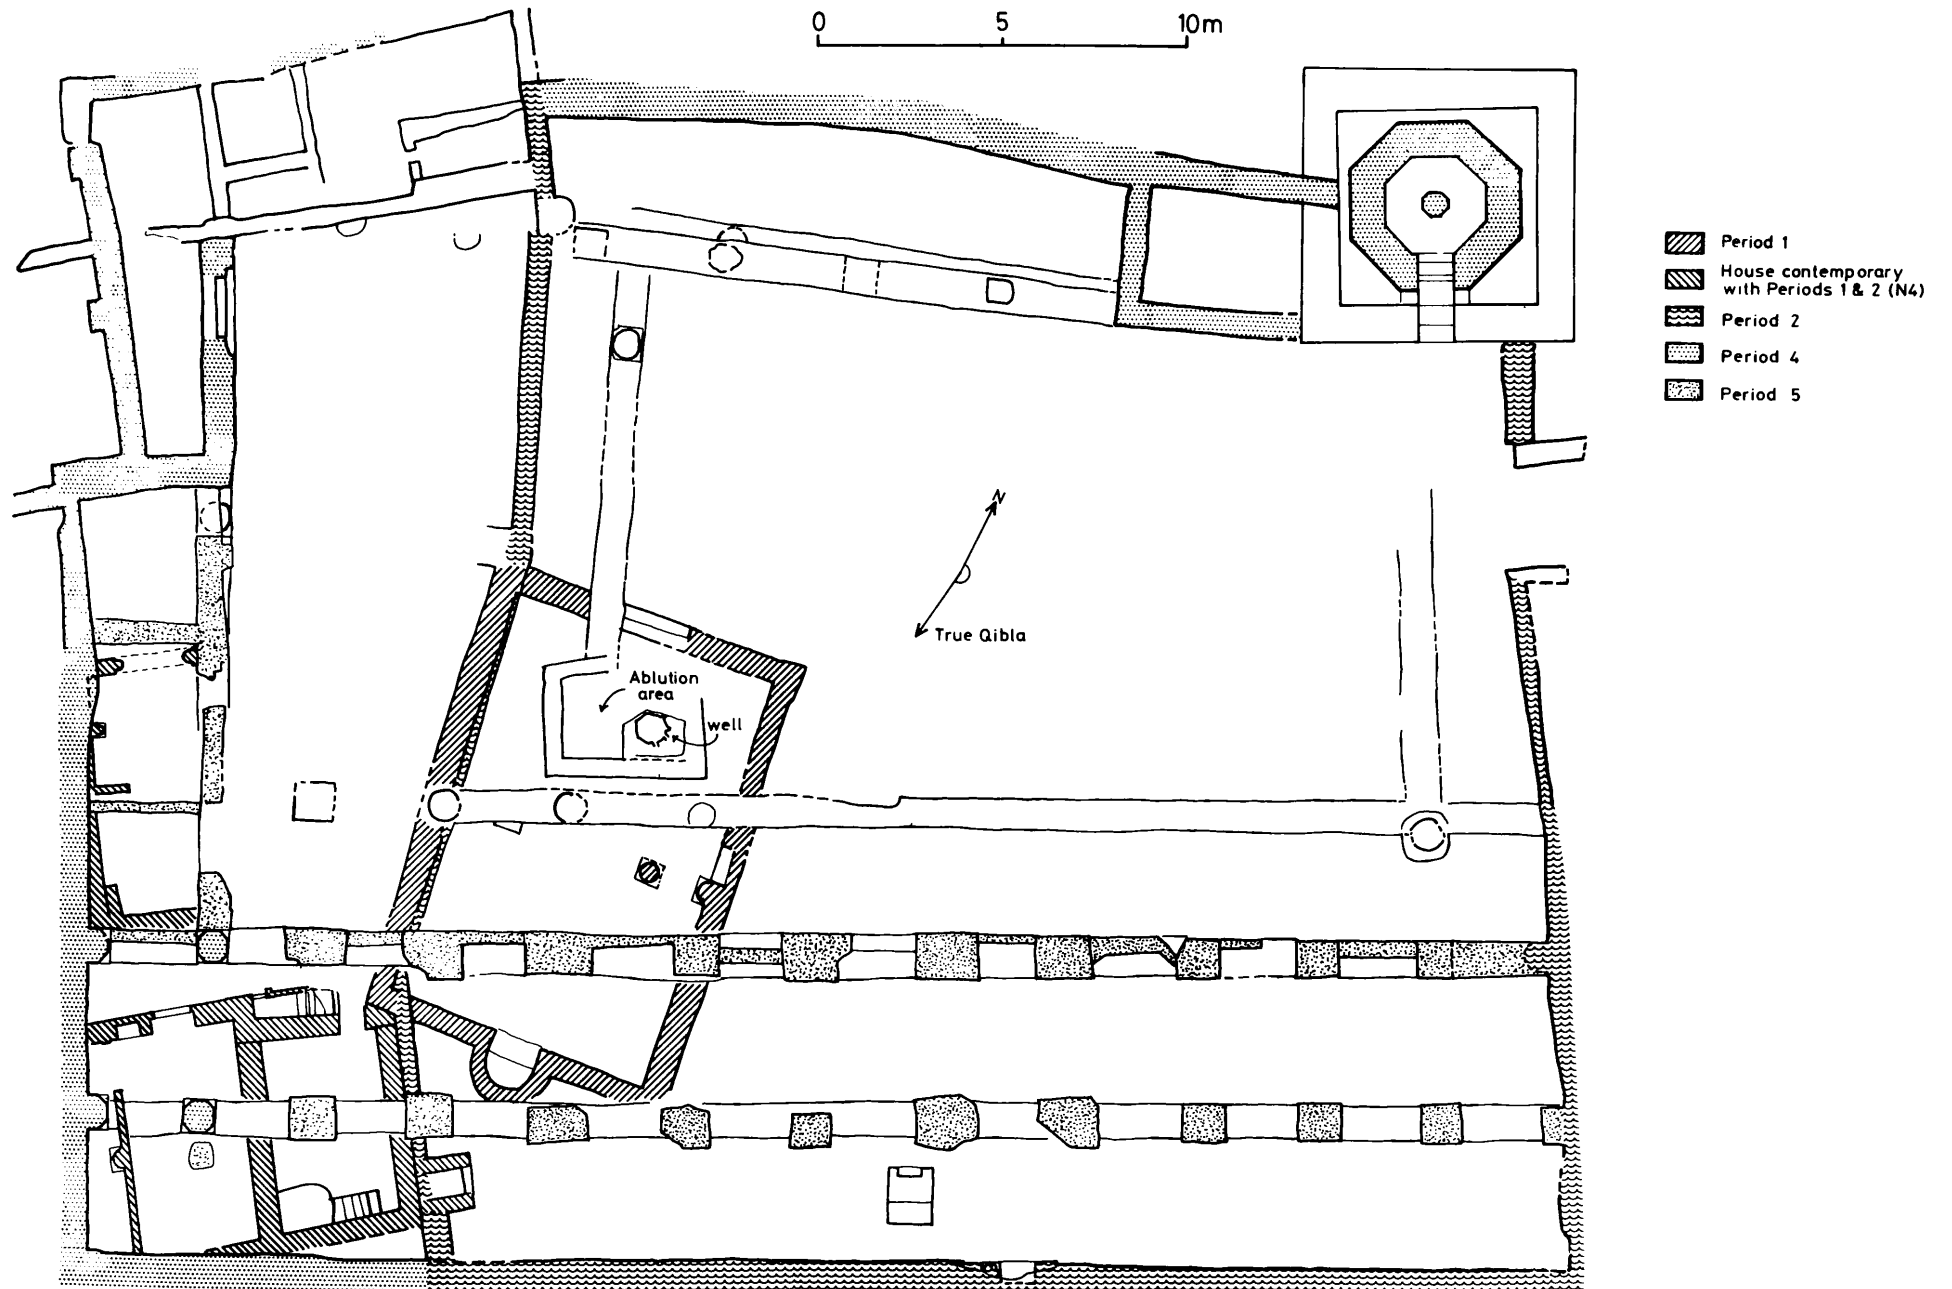 0 5 10m
Period 1
House contemporary
with Periods 1 & 2 (N4)
Period 2
Period 4
Period 5
N
True Qibla
Ablution
area
well